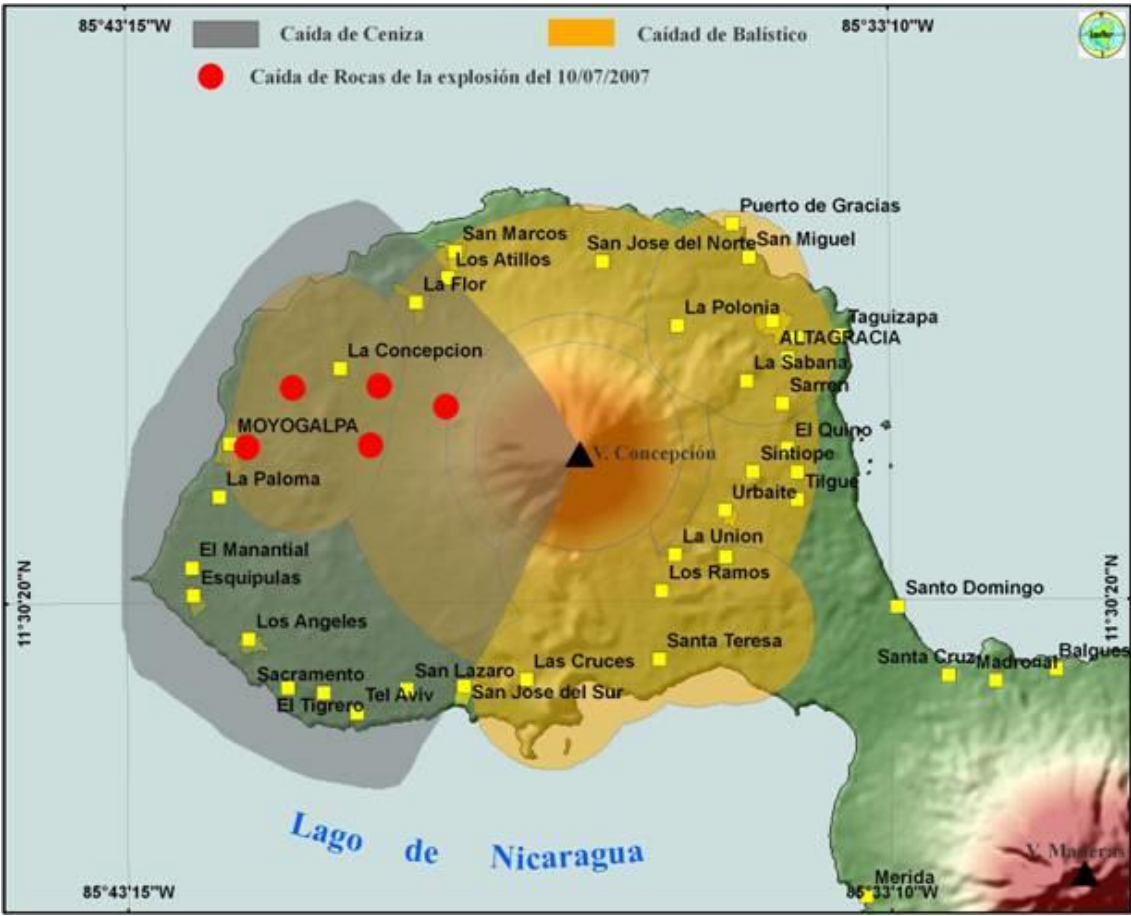 85°43'15"W
85°33'10"W
Caída de Ceniza
Caídad de Balístico
Caída de Rocas de la explosión del 10/07/2007
Puerto de Gracias
San Marcos
San Jose del Norte
San Miguel
Los Atillos
La Flor
La Polonia
Taguizapa
ALTAGRACIA
La Concepcion
La Sabana
Sarren
MOYOGALPA
El Quino
V. Concepción
Sintiope
La Paloma
Tilgue
Urbaite
La Union
El Manantial
Los Ramos
Esquipulas
Santo Domingo
11°30'20"N
11°30'20"N
Los Angeles
Santa Teresa
Santa Cruz
Madronal
Balgues
Las Cruces
San Lazaro
Sacramento
Tel Aviv
San Jose del Sur
El Tigrero
Lago de Nicaragua
V. Maderas
Merida
85°43'15"W
85°33'10"W